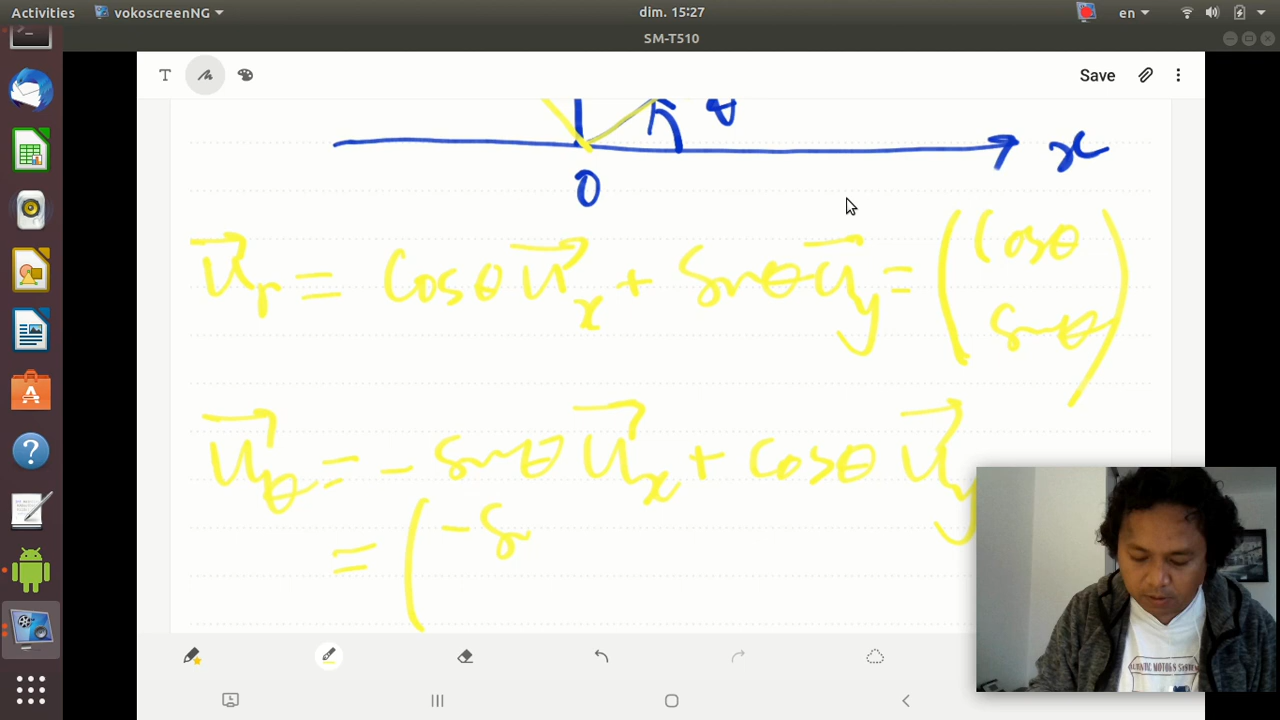 Activities vokoscreenNG dim. 15:27 en
SM-T510
T Save
θ
x
0
u⃗r = cosθ u⃗x + sinθ u⃗y = (cosθ
sinθ)
u⃗θ = - sinθ u⃗x + cosθ u⃗y
= ( - s